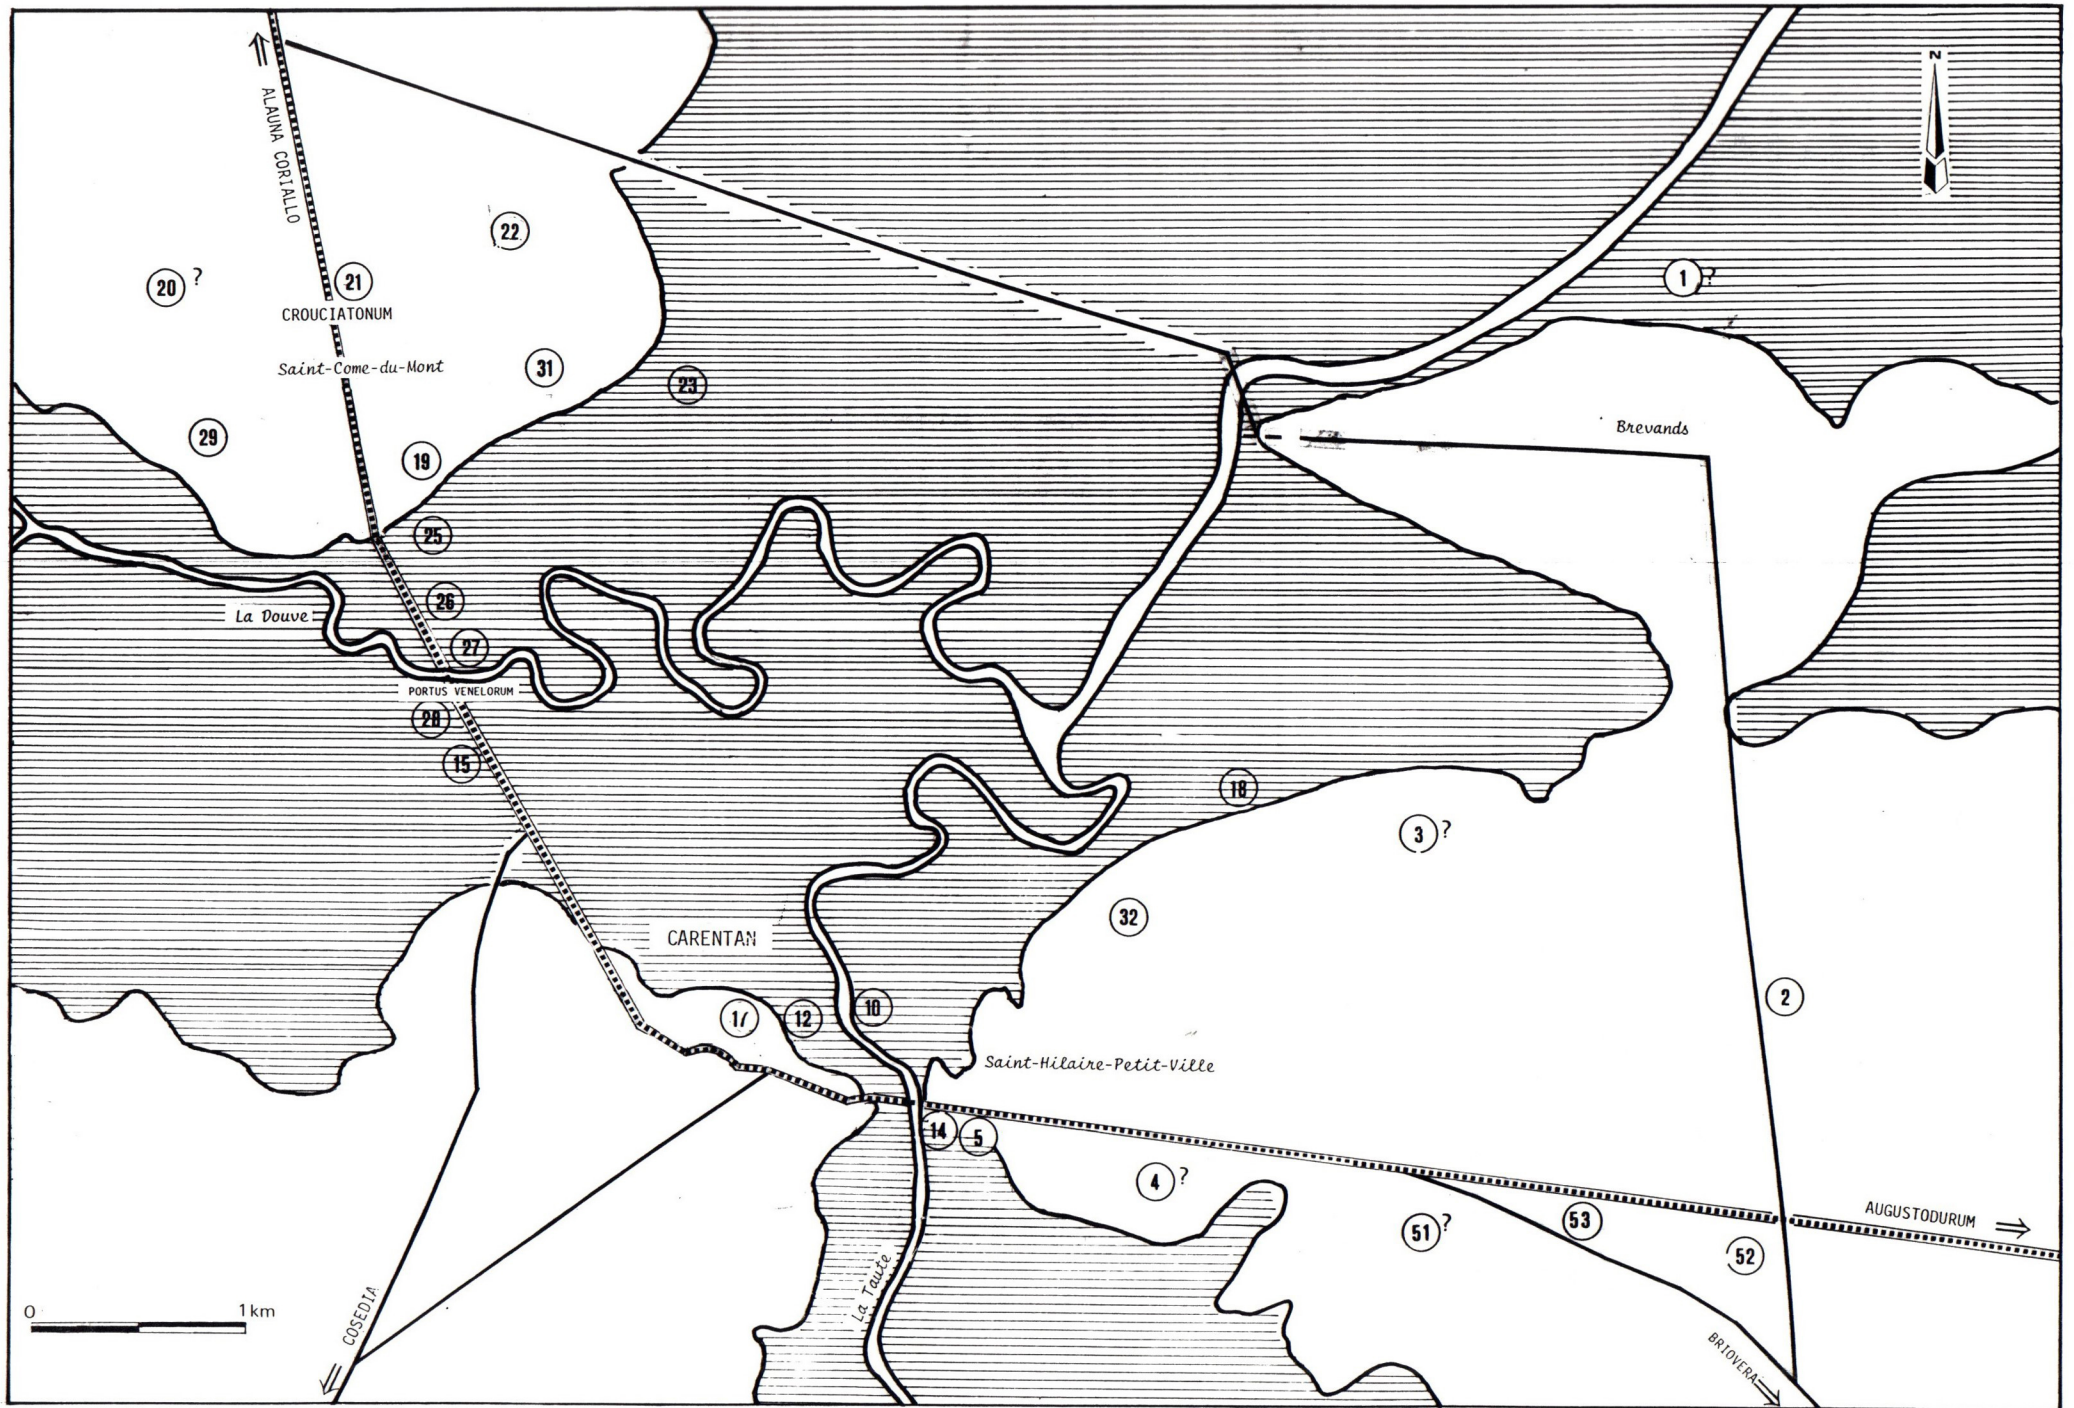 N
ALAUNA CORIALLO
22
20 ?
21
1 ?
CROUCIATONUM
Saint-Come-du-Mont
31
23
29
Brevands
19
25
26
La Douve
27
PORTUS VENELORUM
28
15
18
3 ?
32
CARENTAN
2
17
12
10
Saint-Hilaire-Petit-Ville
14
5
4 ?
51 ?
53
AUGUSTODURUM
52
La Taute
0 1 km
COSEDIA
BRIOVERA